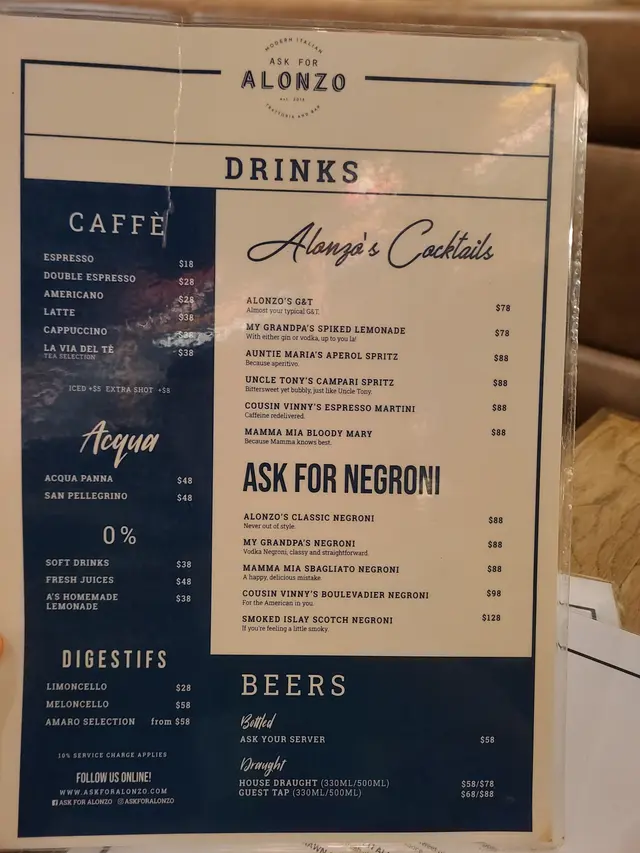 MODERN ITALIAN
ASK FOR
ALONZO
TRATTORIA AND BAR
DRINKS
CAFFÈ
ESPRESSO $18
DOUBLE ESPRESSO $28
AMERICANO $28
LATTE $38
CAPPUCCINO $38
LA VIA DEL TÈ $38
TEA SELECTION
ICED +$5 EXTRA SHOT +$8
Acqua
ACQUA PANNA $48
SAN PELLEGRINO $48
0%
SOFT DRINKS $38
FRESH JUICES $48
A'S HOMEMADE $38
LEMONADE
DIGESTIFS
LIMONCELLO $28
MELONCELLO $58
AMARO SELECTION from $58
10% SERVICE CHARGE APPLIES
FOLLOW US ONLINE!
WWW.ASKFORALONZO.COM
ASK FOR ALONZO ASKFORALONZO
Alonzo's Cocktails
ALONZO'S G&T $78
Almost your typical G&T.
MY GRANDPA'S SPIKED LEMONADE $78
With either gin or vodka, up to you la!
AUNTIE MARIA'S APEROL SPRITZ $88
Because aperitivo.
UNCLE TONY'S CAMPARI SPRITZ $88
Bittersweet yet bubbly, just like Uncle Tony.
COUSIN VINNY'S ESPRESSO MARTINI $88
Caffeine redelivered.
MAMMA MIA BLOODY MARY $88
Because Mamma knows best.
ASK FOR NEGRONI
ALONZO'S CLASSIC NEGRONI $88
Never out of style.
MY GRANDPA'S NEGRONI $88
Vodka Negroni, classy and straightforward.
MAMMA MIA SBAGLIATO NEGRONI $88
A happy, delicious mistake
COUSIN VINNY'S BOULEVADIER NEGRONI $98
For the American in you.
SMOKED ISLAY SCOTCH NEGRONI $128
If you're feeling a little smoky.
BEERS
Bottled
ASK YOUR SERVER $58
Draught
HOUSE DRAUGHT (330ML/500ML) $58/$78
GUEST TAP (330ML/500ML) $68/$88